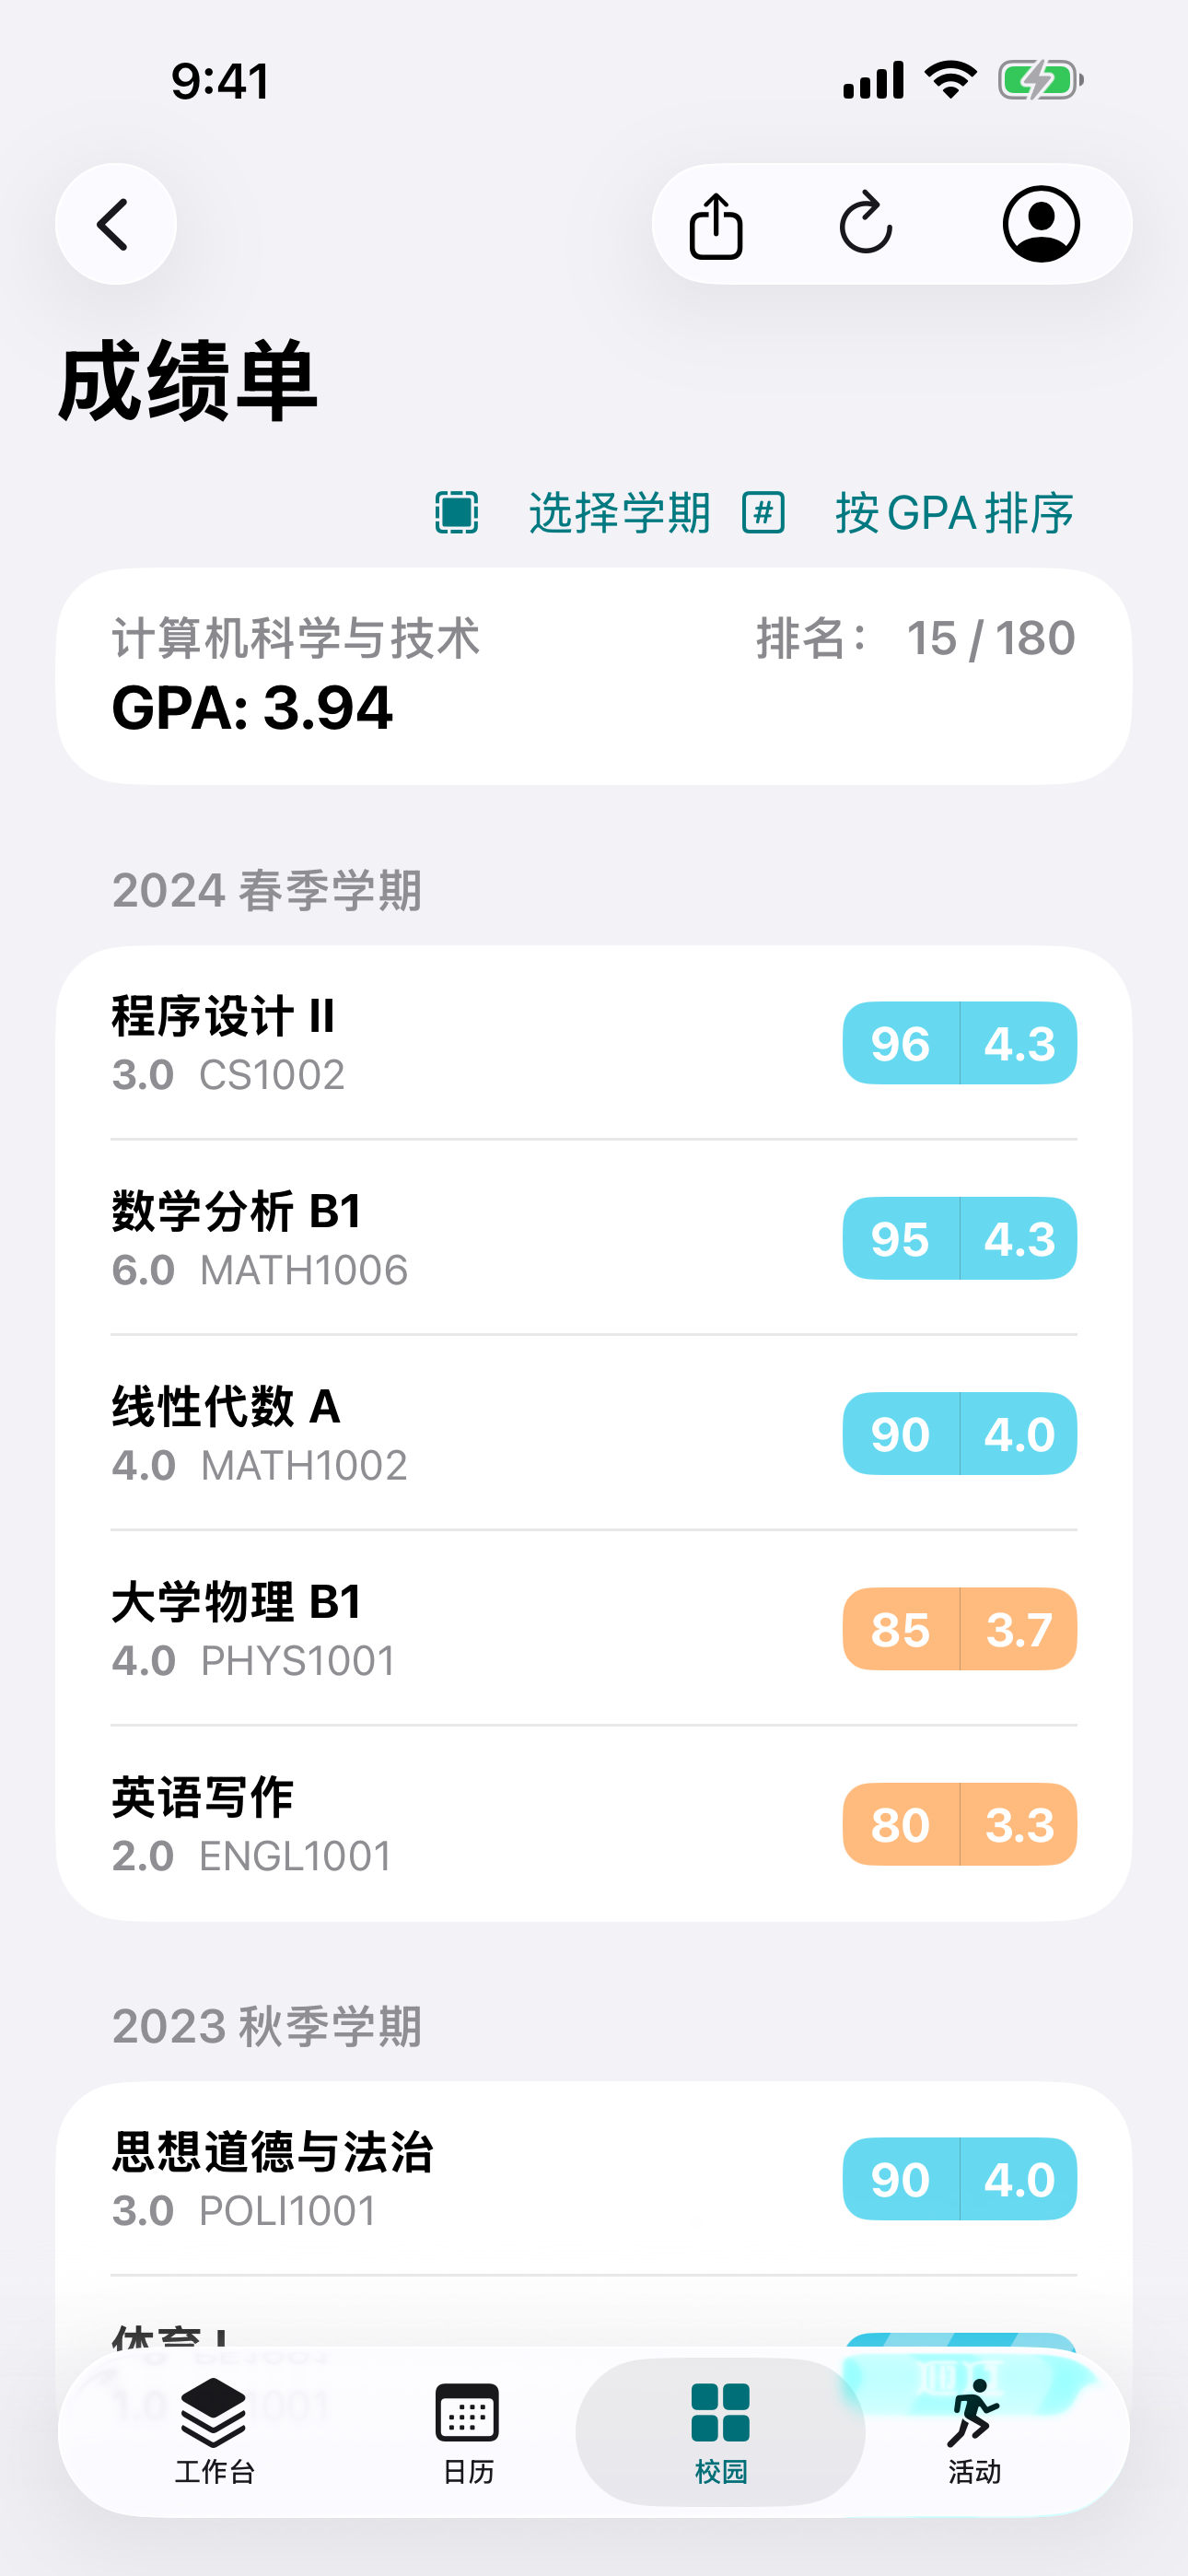 9:41
成绩单
选择学期 # 按GPA排序
计算机科学与技术 排名： 15 / 180
GPA: 3.94
2024 春季学期
程序设计 II
3.0 CS1002
96 4.3
数学分析 B1
6.0 MATH1006
95 4.3
线性代数 A
4.0 MATH1002
90 4.0
大学物理 B1
4.0 PHYS1001
85 3.7
英语写作
2.0 ENGL1001
80 3.3
2023 秋季学期
思想道德与法治
3.0 POLI1001
90 4.0
体育 I
工作台 日历 校园 活动